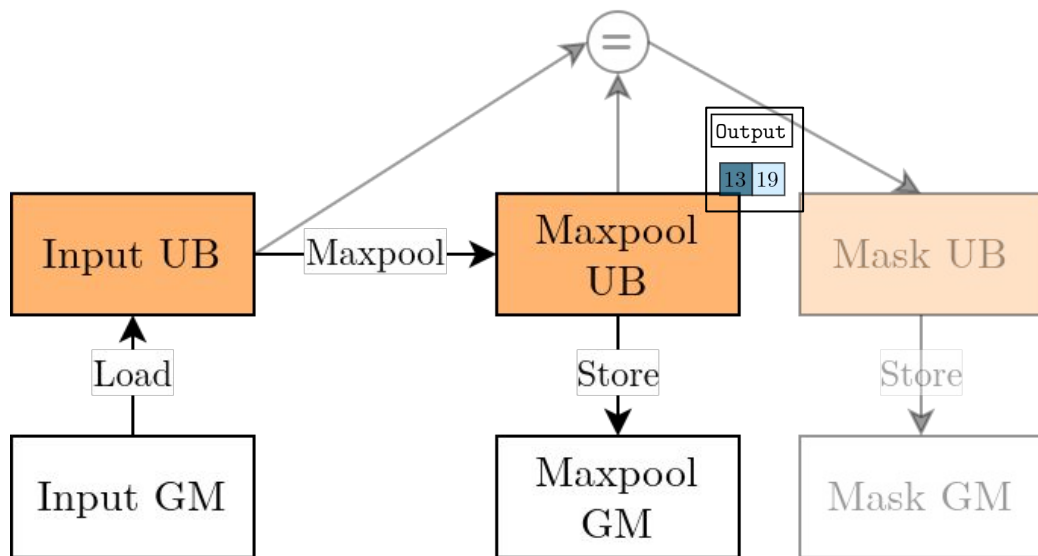 =
Output
13 19
Input UB
Maxpool
Maxpool
UB
Mask UB
Load
Store
Store
Input GM
Maxpool
GM
Mask GM